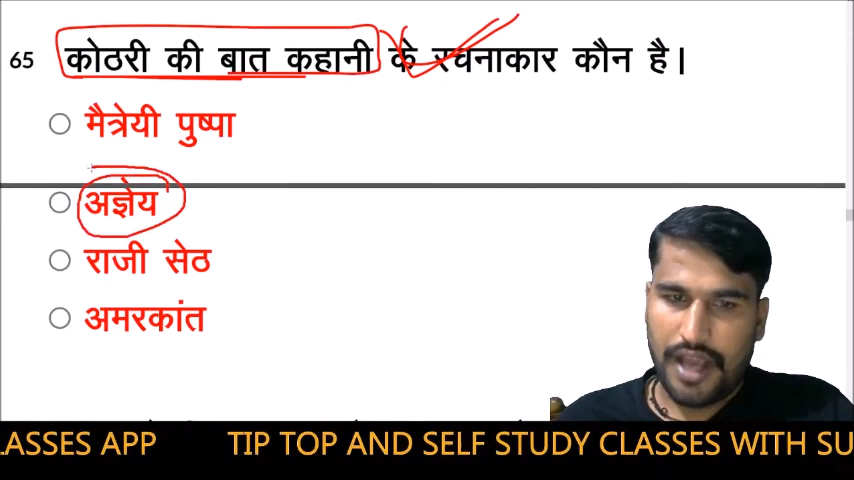 65 कोठरी की बात कहानी के रचनाकार कौन है।
मैत्रेयी पुष्पा
अज्ञेय
राजी सेठ
अमरकांत
LASSES APP TIP TOP AND SELF STUDY CLASSES WITH SU